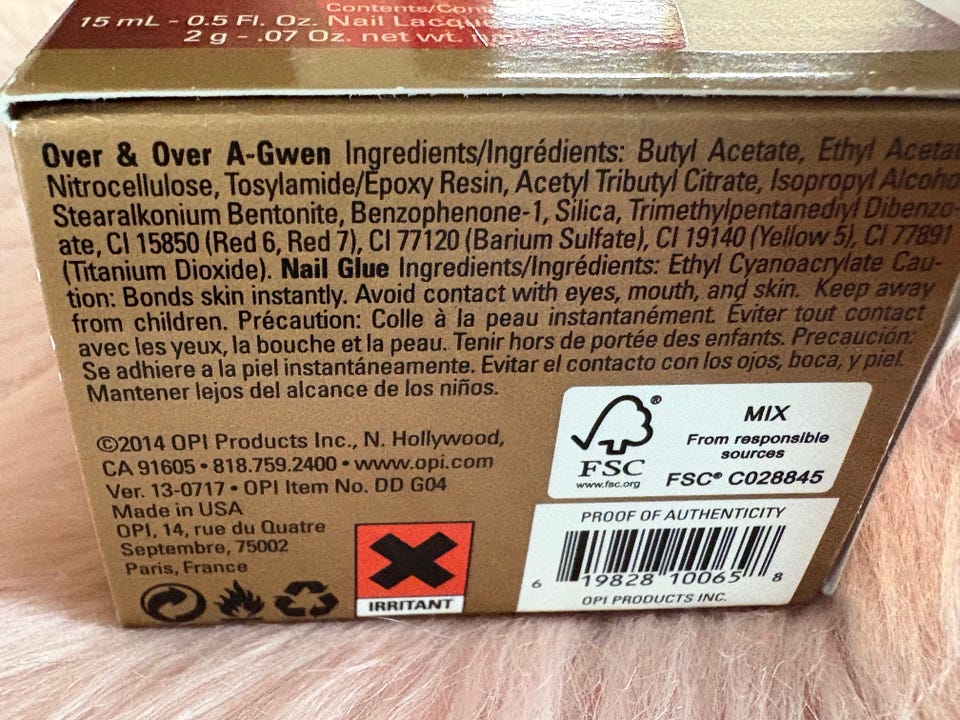 Contents/Cont
15 mL - 0.5 Fl. Oz. Nail Lacque
2 g - .07 Oz. net wt.
Over & Over A-Gwen Ingredients/Ingrédients: Butyl Acetate, Ethyl Aceta
Nitrocellulose, Tosylamide/Epoxy Resin, Acetyl Tributyl Citrate, Isopropyl Alcoho
Stearalkonium Bentonite, Benzophenone-1, Silica, Trimethylpentanediyl Dibenzo-
ate, CI 15850 (Red 6, Red 7), CI 77120 (Barium Sulfate), CI 19140 (Yellow 5), CI 77891
(Titanium Dioxide). Nail Glue Ingredients/Ingrédients: Ethyl Cyanoacrylate Cau-
tion: Bonds skin instantly. Avoid contact with eyes, mouth, and skin. Keep away
from children. Précaution: Colle à la peau instantanément. Éviter tout contact
avec les yeux, la bouche et la peau. Tenir hors de portée des enfants. Precaución:
Se adhiere a la piel instantáneamente. Evitar el contacto con los ojos, boca, y piel.
Mantener lejos del alcance de los niños.
©2014 OPI Products Inc., N. Hollywood,
CA 91605 • 818.759.2400 • www.opi.com
Ver. 13-0717 • OPI Item No. DD G04
Made in USA
OPI, 14, rue du Quatre
Septembre, 75002
Paris, France
IRRITANT
®
FSC
www.fsc.org
MIX
From responsible
sources
FSC® C028845
PROOF OF AUTHENTICITY
6 19828 10065 8
OPI PRODUCTS INC.